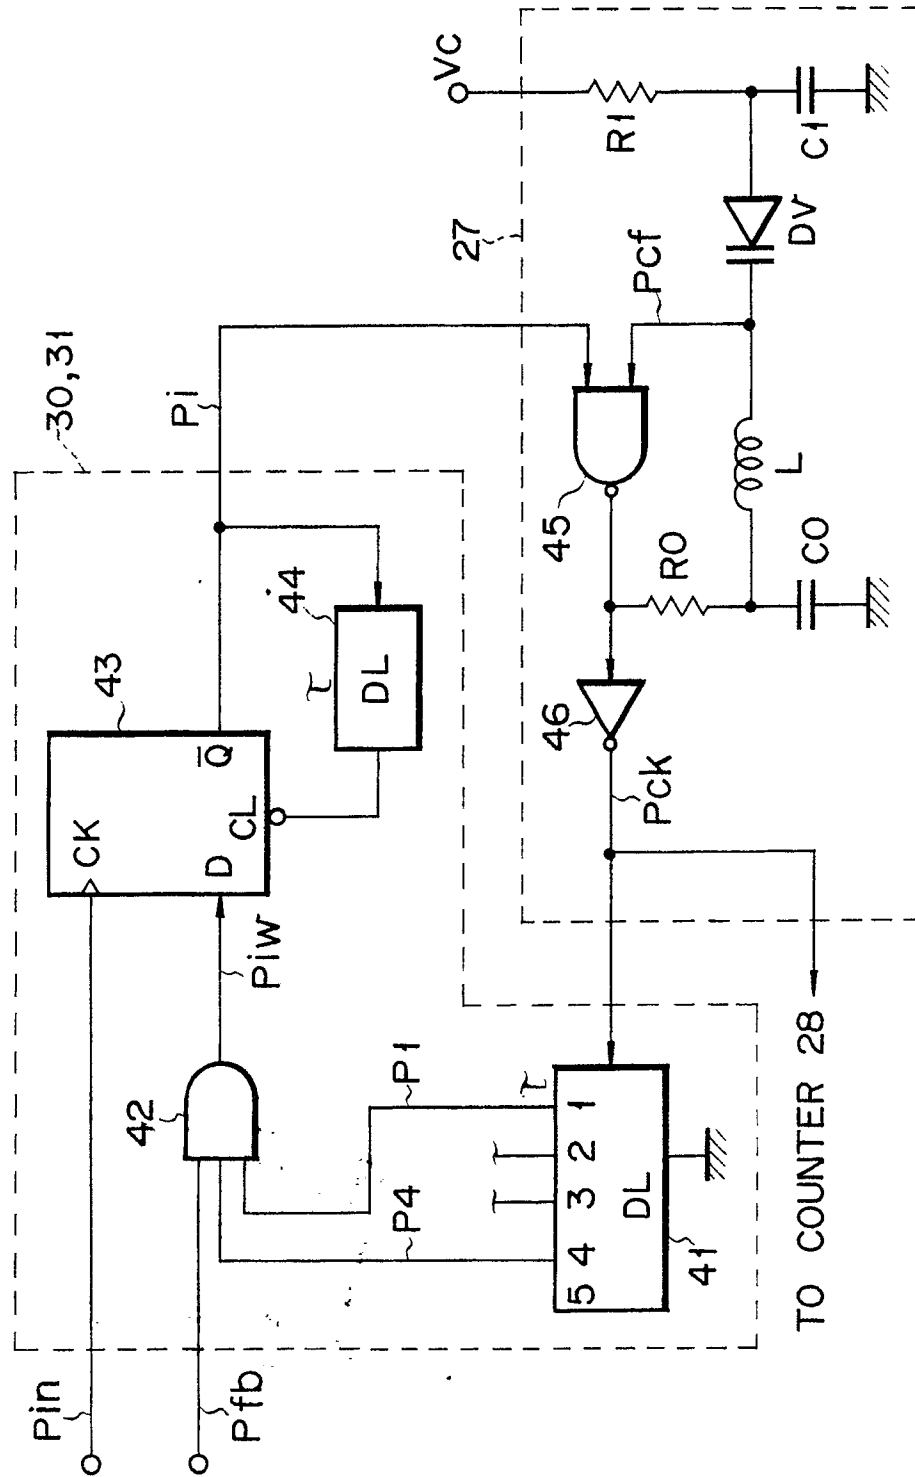 30,31
Pin
CK
43
Q̅
Pi
D
CL
Piw
Pfb
42
τ
44
DL
P1
P4
27
VC
τ
5 4 3 2 1
DL
41
Pck
46
45
Pcf
R0
R1
L
C0
DV
C1
TO COUNTER 28